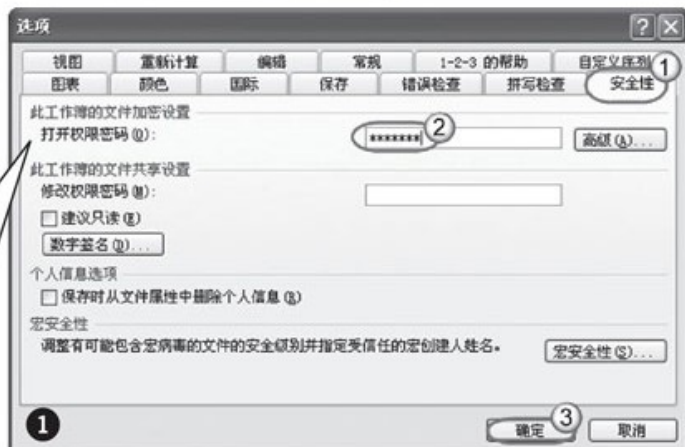 选项
视图 重新计算 编辑 常规 1-2-3 的帮助 自定义序列
图表 颜色 国际 保存 错误检查 拼写检查 安全性 ①
此工作簿的文件加密设置
打开权限密码(O): ******* ② 高级(A)...
此工作簿的文件共享设置
修改权限密码(M):
建议只读(E)
数字签名(D)...
个人信息选项
保存时从文件属性中删除个人信息(R)
宏安全性
调整有可能包含宏病毒的文件的安全级别并指定受信任的宏创建人姓名。 宏安全性(S)...
❶ 确定 ③ 取消